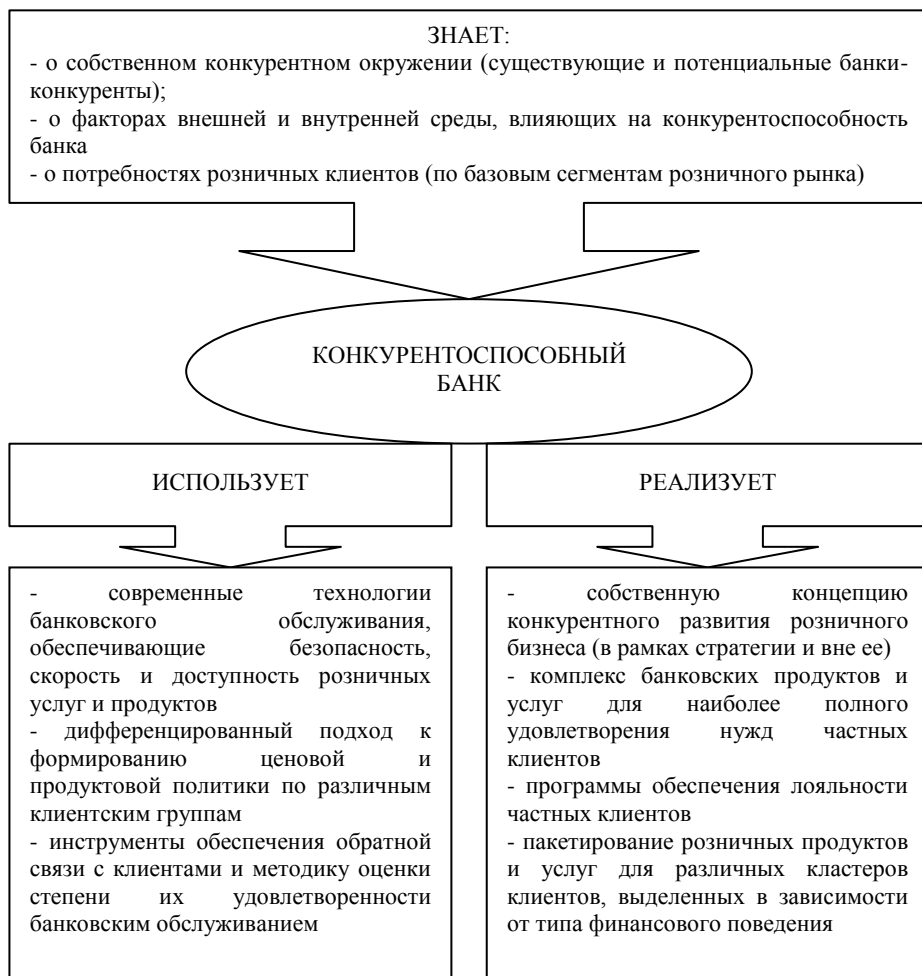 ЗНАЕТ:
- о собственном конкурентном окружении (существующие и потенциальные банки-
конкуренты);
- о факторах внешней и внутренней среды, влияющих на конкурентоспособность
банка
- о потребностях розничных клиентов (по базовым сегментам розничного рынка)
КОНКУРЕНТОСПОСОБНЫЙ
БАНК
ИСПОЛЬЗУЕТ
- современные технологии
банковского обслуживания,
обеспечивающие безопасность,
скорость и доступность розничных
услуг и продуктов
- дифференцированный подход к
формированию ценовой и
продуктовой политики по различным
клиентским группам
- инструменты обеспечения обратной
связи с клиентами и методику оценки
степени их удовлетворенности
банковским обслуживанием
РЕАЛИЗУЕТ
- собственную концепцию
конкурентного развития розничного
бизнеса (в рамках стратегии и вне ее)
- комплекс банковских продуктов и
услуг для наиболее полного
удовлетворения нужд частных
клиентов
- программы обеспечения лояльности
частных клиентов
- пакетирование розничных продуктов
и услуг для различных кластеров
клиентов, выделенных в зависимости
от типа финансового поведения